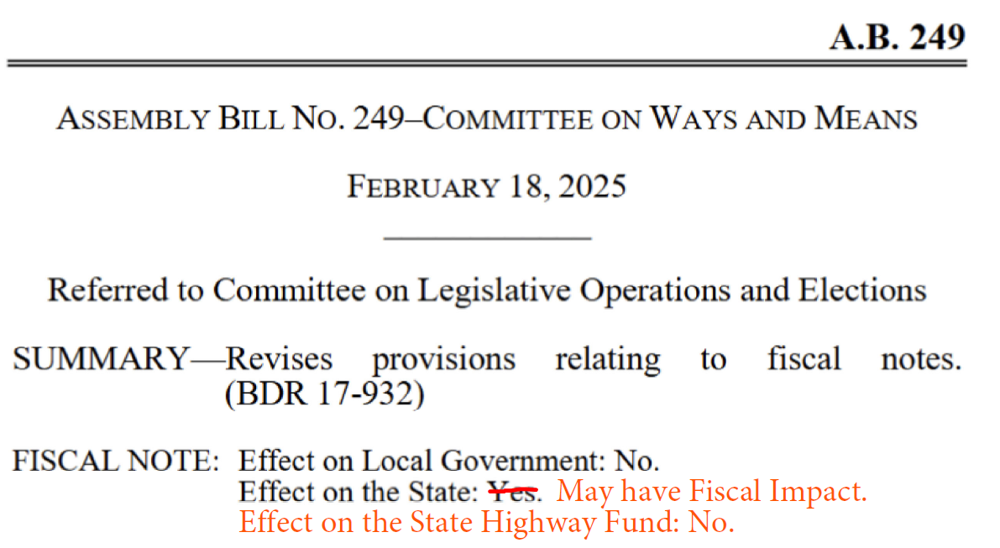 A.B. 249
ASSEMBLY BILL NO. 249–COMMITTEE ON WAYS AND MEANS
FEBRUARY 18, 2025
Referred to Committee on Legislative Operations and Elections
SUMMARY—Revises provisions relating to fiscal notes.
(BDR 17-932)
FISCAL NOTE: Effect on Local Government: No.
Effect on the State: Yes. May have Fiscal Impact.
Effect on the State Highway Fund: No.